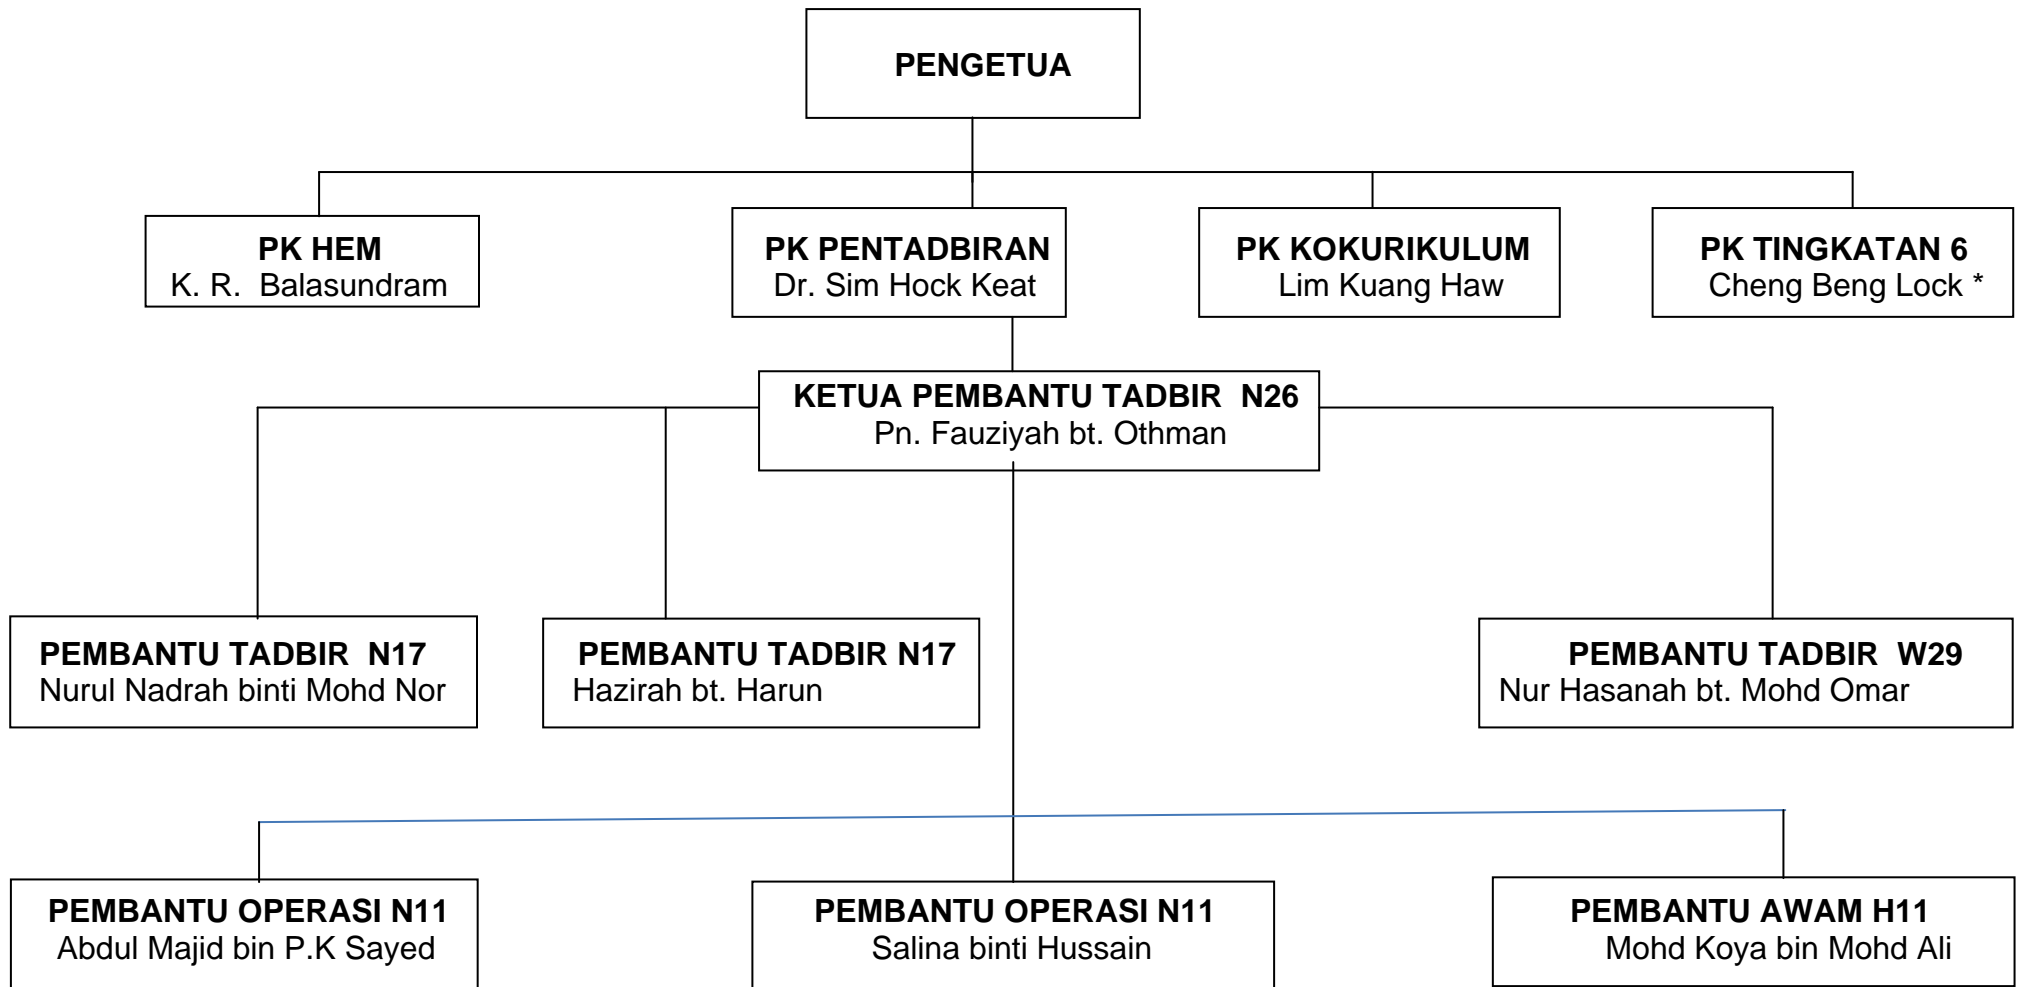 PENGETUA
PK HEM
K. R. Balasundram
PK PENTADBIRAN
Dr. Sim Hock Keat
PK KOKURIKULUM
Lim Kuang Haw
PK TINGKATAN 6
Cheng Beng Lock *
KETUA PEMBANTU TADBIR N26
Pn. Fauziyah bt. Othman
PEMBANTU TADBIR N17
Nurul Nadrah binti Mohd Nor
PEMBANTU TADBIR N17
Hazirah bt. Harun
PEMBANTU TADBIR W29
Nur Hasanah bt. Mohd Omar
PEMBANTU OPERASI N11
Abdul Majid bin P.K Sayed
PEMBANTU OPERASI N11
Salina binti Hussain
PEMBANTU AWAM H11
Mohd Koya bin Mohd Ali